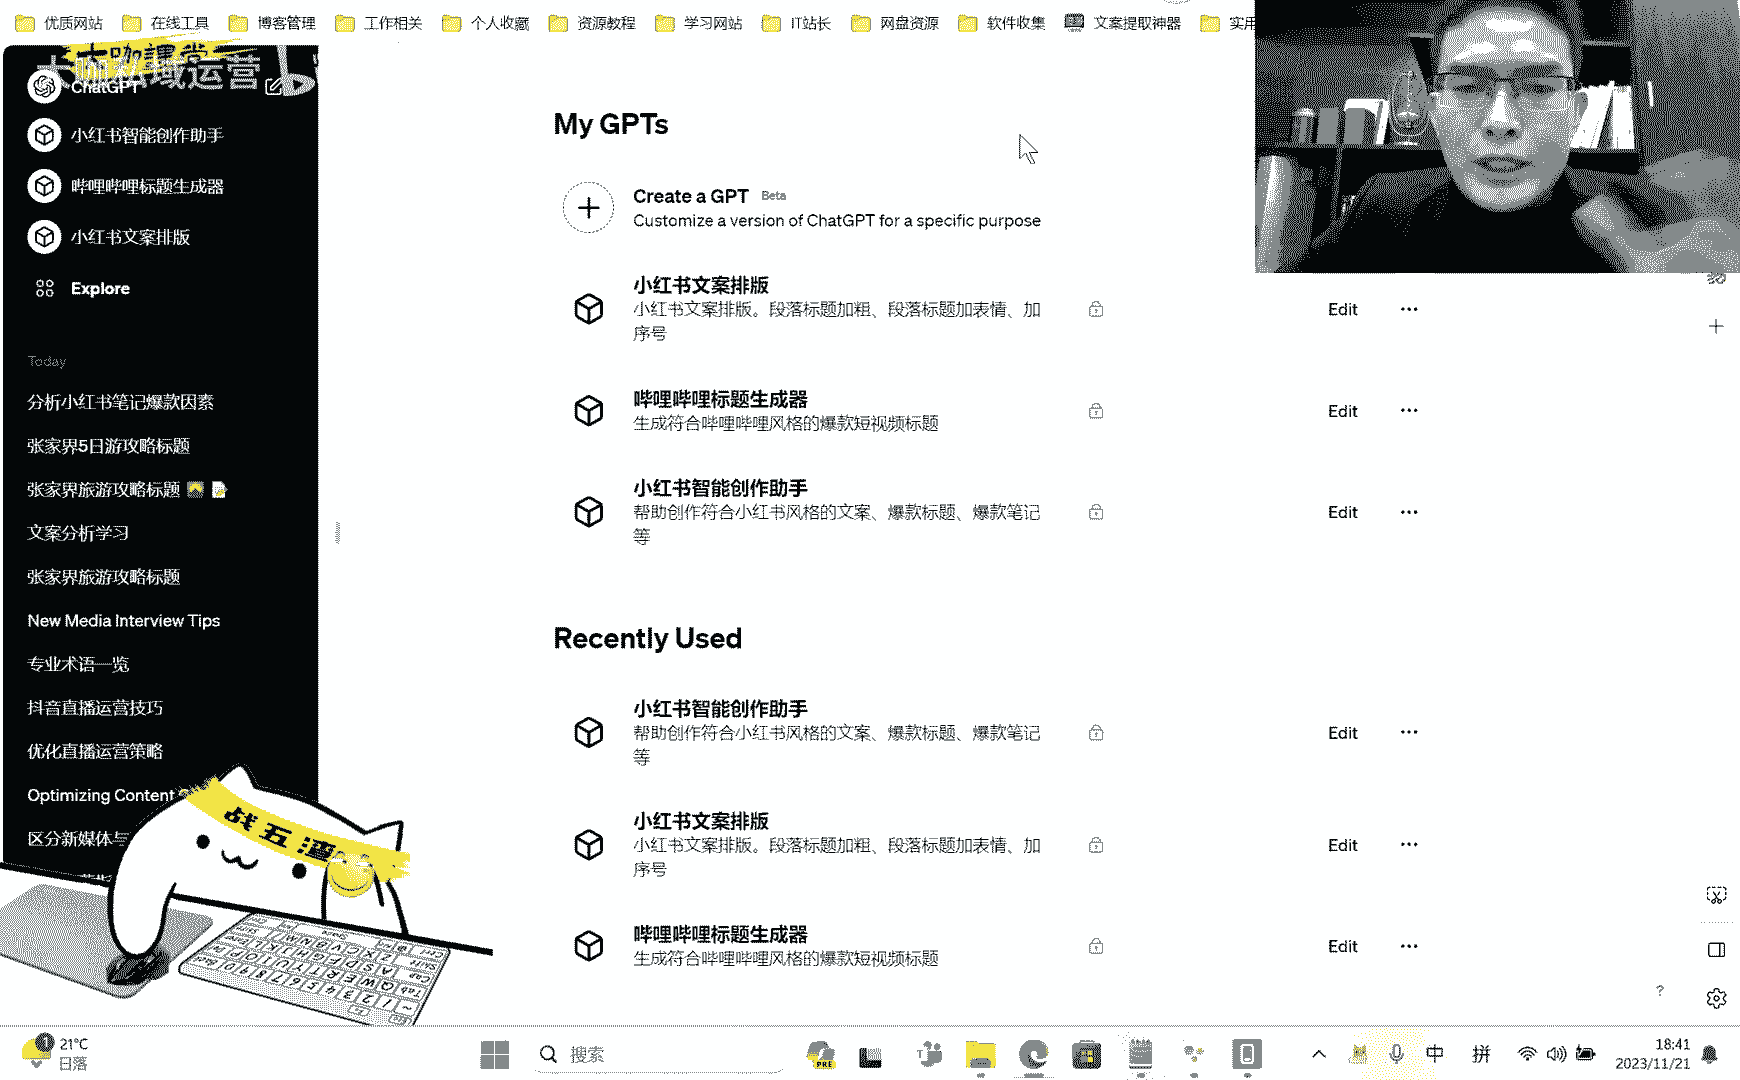 优质网站
在线工具
博客管理
工作相关
个人收藏
资源教程
学习网站
IT站长
网盘资源
软件收集
文案提取神器
实用
大咖課堂
大咖私域运营
ChatGPT
小红书智能创作助手
哔哩哔哩标题生成器
小红书文案排版
Explore
Today
分析小红书笔记爆款因素
张家界5日游攻略标题
张家界旅游攻略标题
文案分析学习
张家界旅游攻略标题
New Media Interview Tips
专业术语一览
抖音直播运营技巧
优化直播运营策略
Optimizing Content
区分新媒体与
My GPTs
Create a GPT Beta
Customize a version of ChatGPT for a specific purpose
小红书文案排版
小红书文案排版。段落标题加粗、段落标题加表情、加
序号
Edit
哔哩哔哩标题生成器
生成符合哔哩哔哩风格的爆款短视频标题
Edit
小红书智能创作助手
帮助创作符合小红书风格的文案、爆款标题、爆款笔记
等
Edit
Recently Used
小红书智能创作助手
帮助创作符合小红书风格的文案、爆款标题、爆款笔记
等
Edit
小红书文案排版
小红书文案排版。段落标题加粗、段落标题加表情、加
序号
Edit
哔哩哔哩标题生成器
生成符合哔哩哔哩风格的爆款短视频标题
Edit
?
战五渣
1
21°C
日落
搜索
PRE
中
拼
18:41
2023/11/21